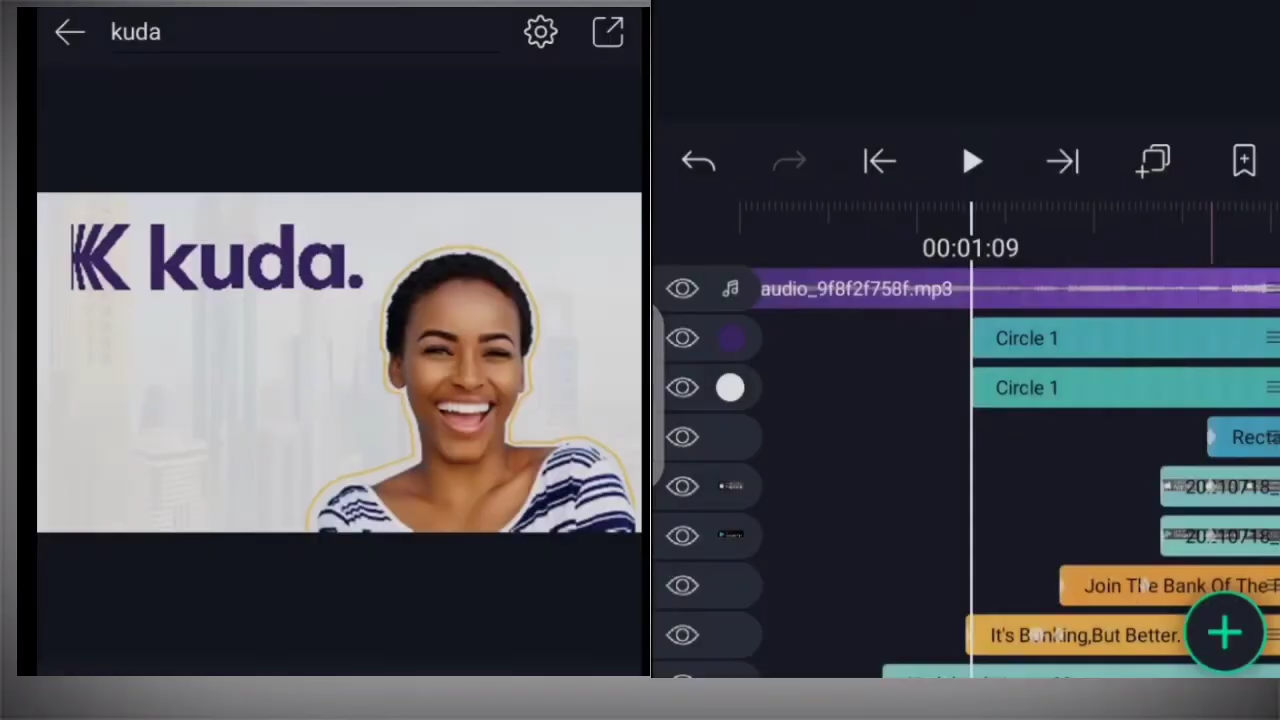 kuda
kuda.
00:01:09
audio_9f8f2f758f.mp3
Circle 1
Circle 1
Recta
Join The Bank Of The F
It's Banking,But Better.